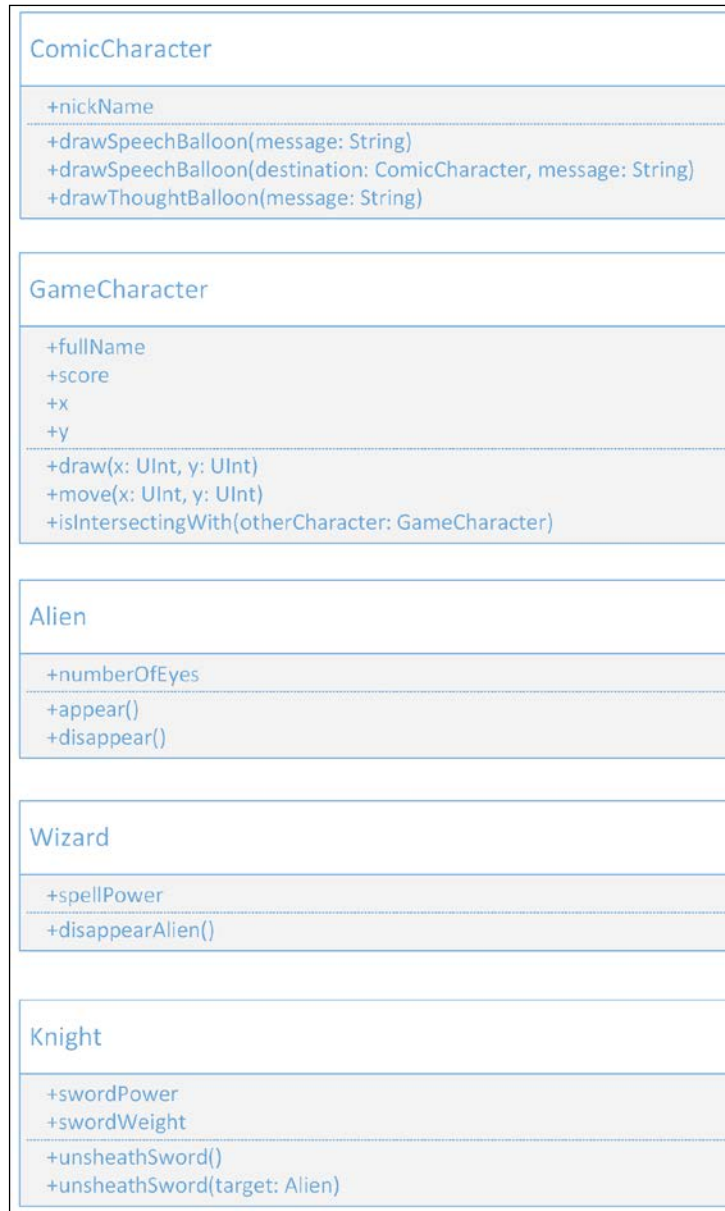 ComicCharacter
+nickName
+drawSpeechBalloon(message: String)
+drawSpeechBalloon(destination: ComicCharacter, message: String)
+drawThoughtBalloon(message: String)
GameCharacter
+fullName
+score
+x
+y
+draw(x: UInt, y: UInt)
+move(x: UInt, y: UInt)
+isIntersectingWith(otherCharacter: GameCharacter)
Alien
+numberOfEyes
+appear()
+disappear()
Wizard
+spellPower
+disappearAlien()
Knight
+swordPower
+swordWeight
+unsheathSword()
+unsheathSword(target: Alien)